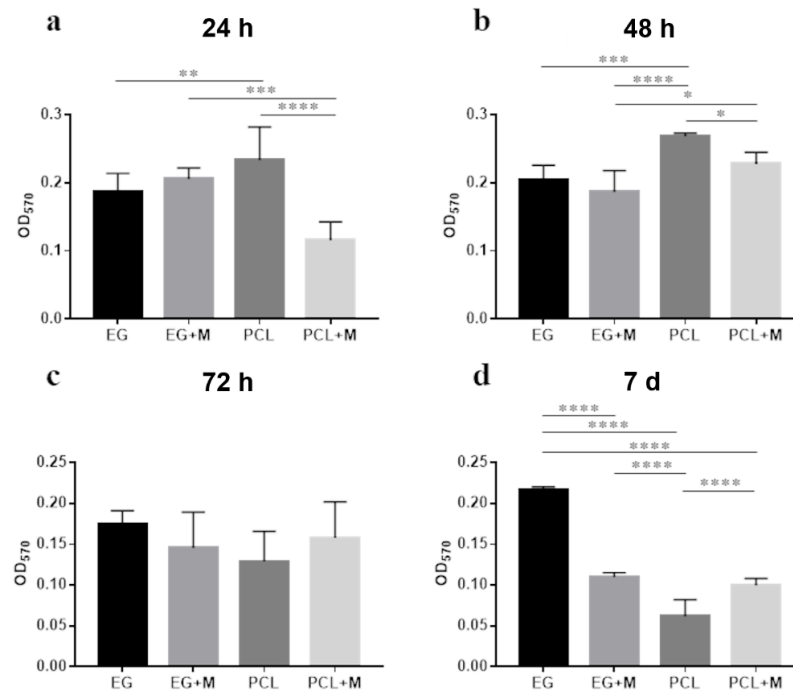 a 24 h
**
***
****
OD570
0.3
0.2
0.1
0.0
EG EG+M PCL PCL+M
b 48 h
***
****
*
*
OD570
0.3
0.2
0.1
0.0
EG EG+M PCL PCL+M
c 72 h
OD570
0.25
0.20
0.15
0.10
0.05
0.00
EG EG+M PCL PCL+M
d 7 d
****
****
****
**** ****
OD570
0.25
0.20
0.15
0.10
0.05
0.00
EG EG+M PCL PCL+M